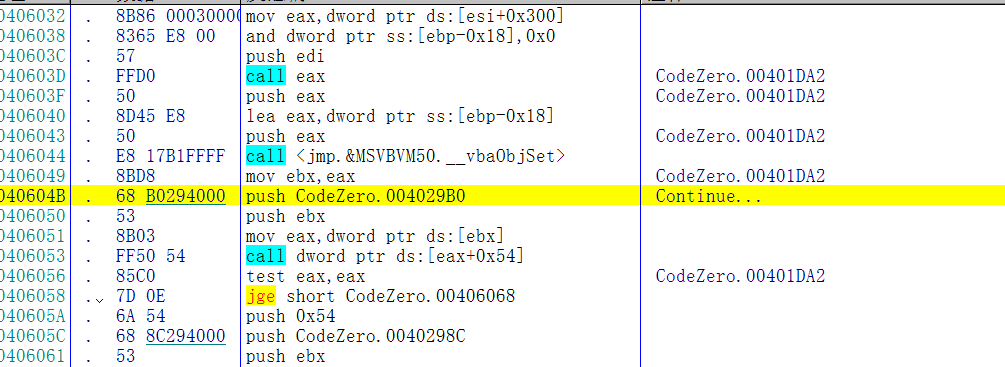 0406032 . 8B86 00030000 mov eax,dword ptr ds:[esi+0x300]
0406038 . 8365 E8 00 and dword ptr ss:[ebp-0x18],0x0
040603C . 57 push edi
040603D . FFD0 call eax CodeZero.00401DA2
040603F . 50 push eax CodeZero.00401DA2
0406040 . 8D45 E8 lea eax,dword ptr ss:[ebp-0x18]
0406043 . 50 push eax CodeZero.00401DA2
0406044 . E8 17B1FFFF call <jmp.&MSVBVM50.__vbaObjSet>
0406049 . 8BD8 mov ebx,eax CodeZero.00401DA2
040604B . 68 B0294000 push CodeZero.004029B0 Continue...
0406050 . 53 push ebx
0406051 . 8B03 mov eax,dword ptr ds:[ebx]
0406053 . FF50 54 call dword ptr ds:[eax+0x54]
0406056 . 85C0 test eax,eax CodeZero.00401DA2
0406058 . 7D 0E jge short CodeZero.00406068
040605A . 6A 54 push 0x54
040605C . 68 8C294000 push CodeZero.0040298C
0406061 . 53 push ebx